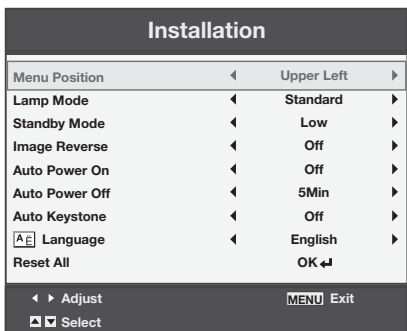 Installation
Menu Position Upper Left
Lamp Mode Standard
Standby Mode Low
Image Reverse Off
Auto Power On Off
Auto Power Off 5Min
Auto Keystone Off
AË Language English
Reset All OK
Adjust MENU Exit
Select